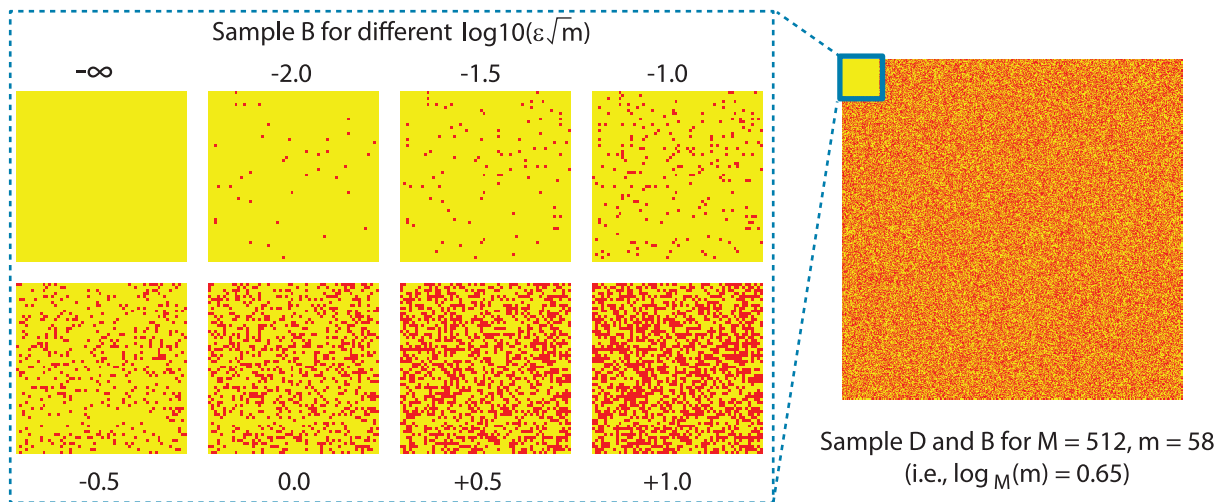 Sample B for different log10(ε√m)
-∞ -2.0 -1.5 -1.0
-0.5 0.0 +0.5 +1.0
Sample D and B for M = 512, m = 58
(i.e., log M(m) = 0.65)